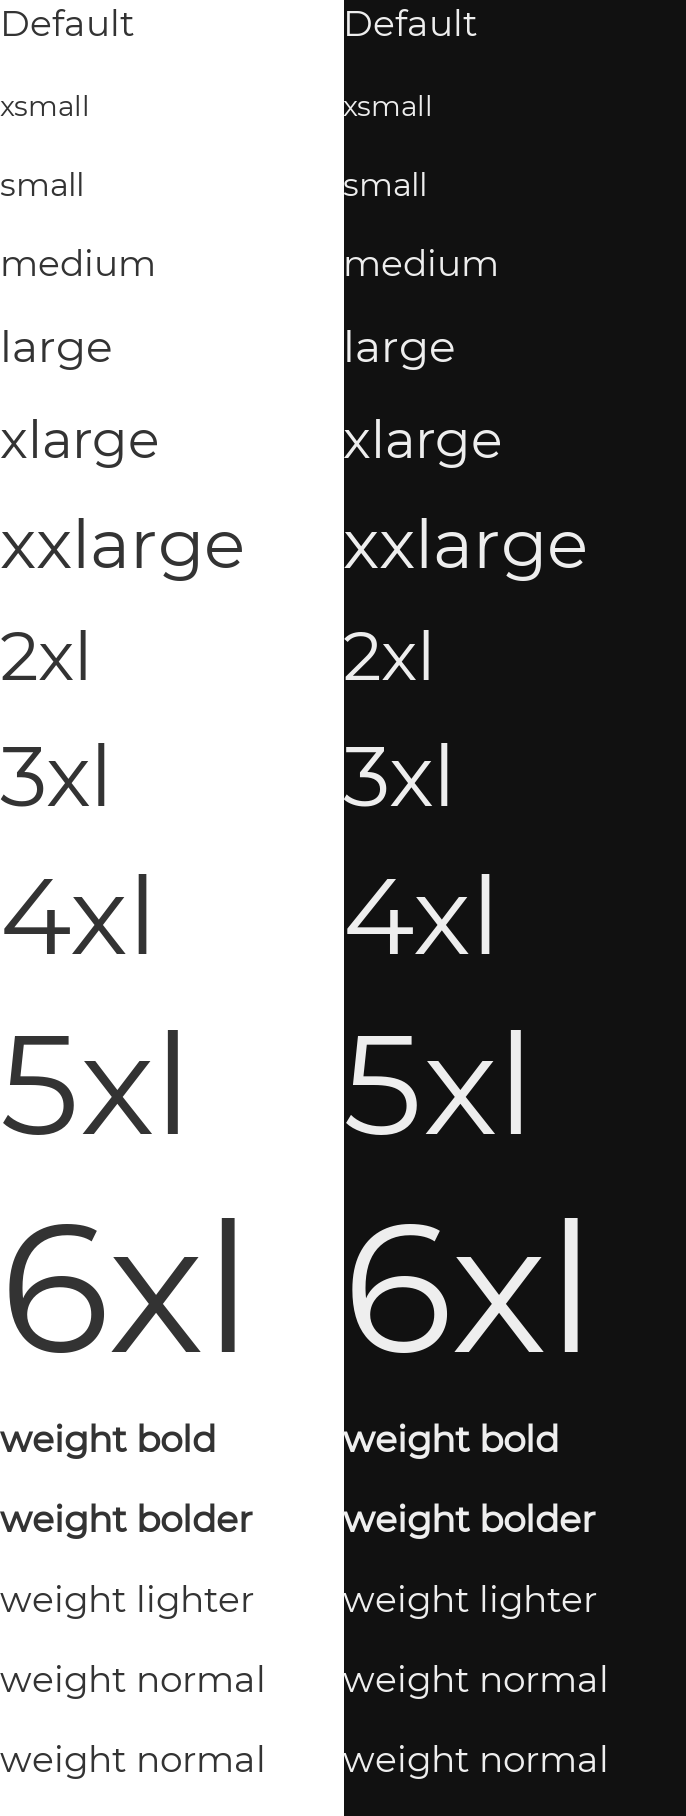 Default Default
xsmall xsmall
small small
medium medium
large large
xlarge xlarge
xxlarge xxlarge
2xl 2xl
3xl 3xl
4xl 4xl
5xl 5xl
6xl 6xl
weight bold weight bold
weight bolder weight bolder
weight lighter weight lighter
weight normal weight normal
weight normal weight normal